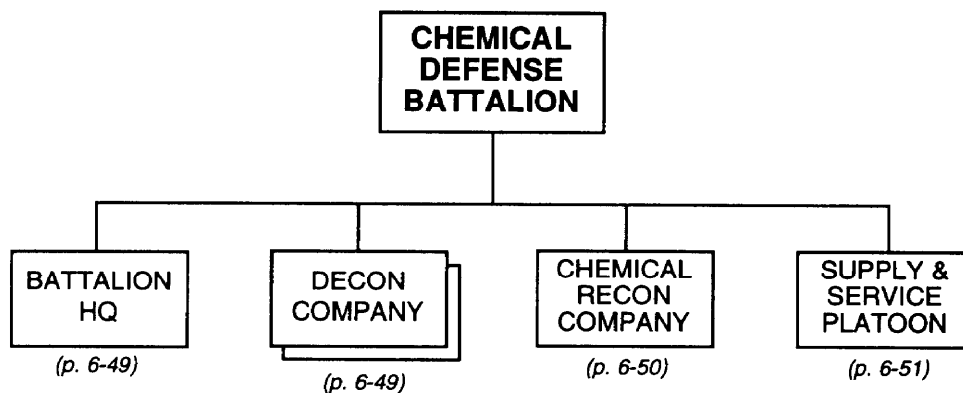 CHEMICAL
DEFENSE
BATTALION
BATTALION
HQ
(p. 6-49)
DECON
COMPANY
(p. 6-49)
CHEMICAL
RECON
COMPANY
(p. 6-50)
SUPPLY &
SERVICE
PLATOON
(p. 6-51)